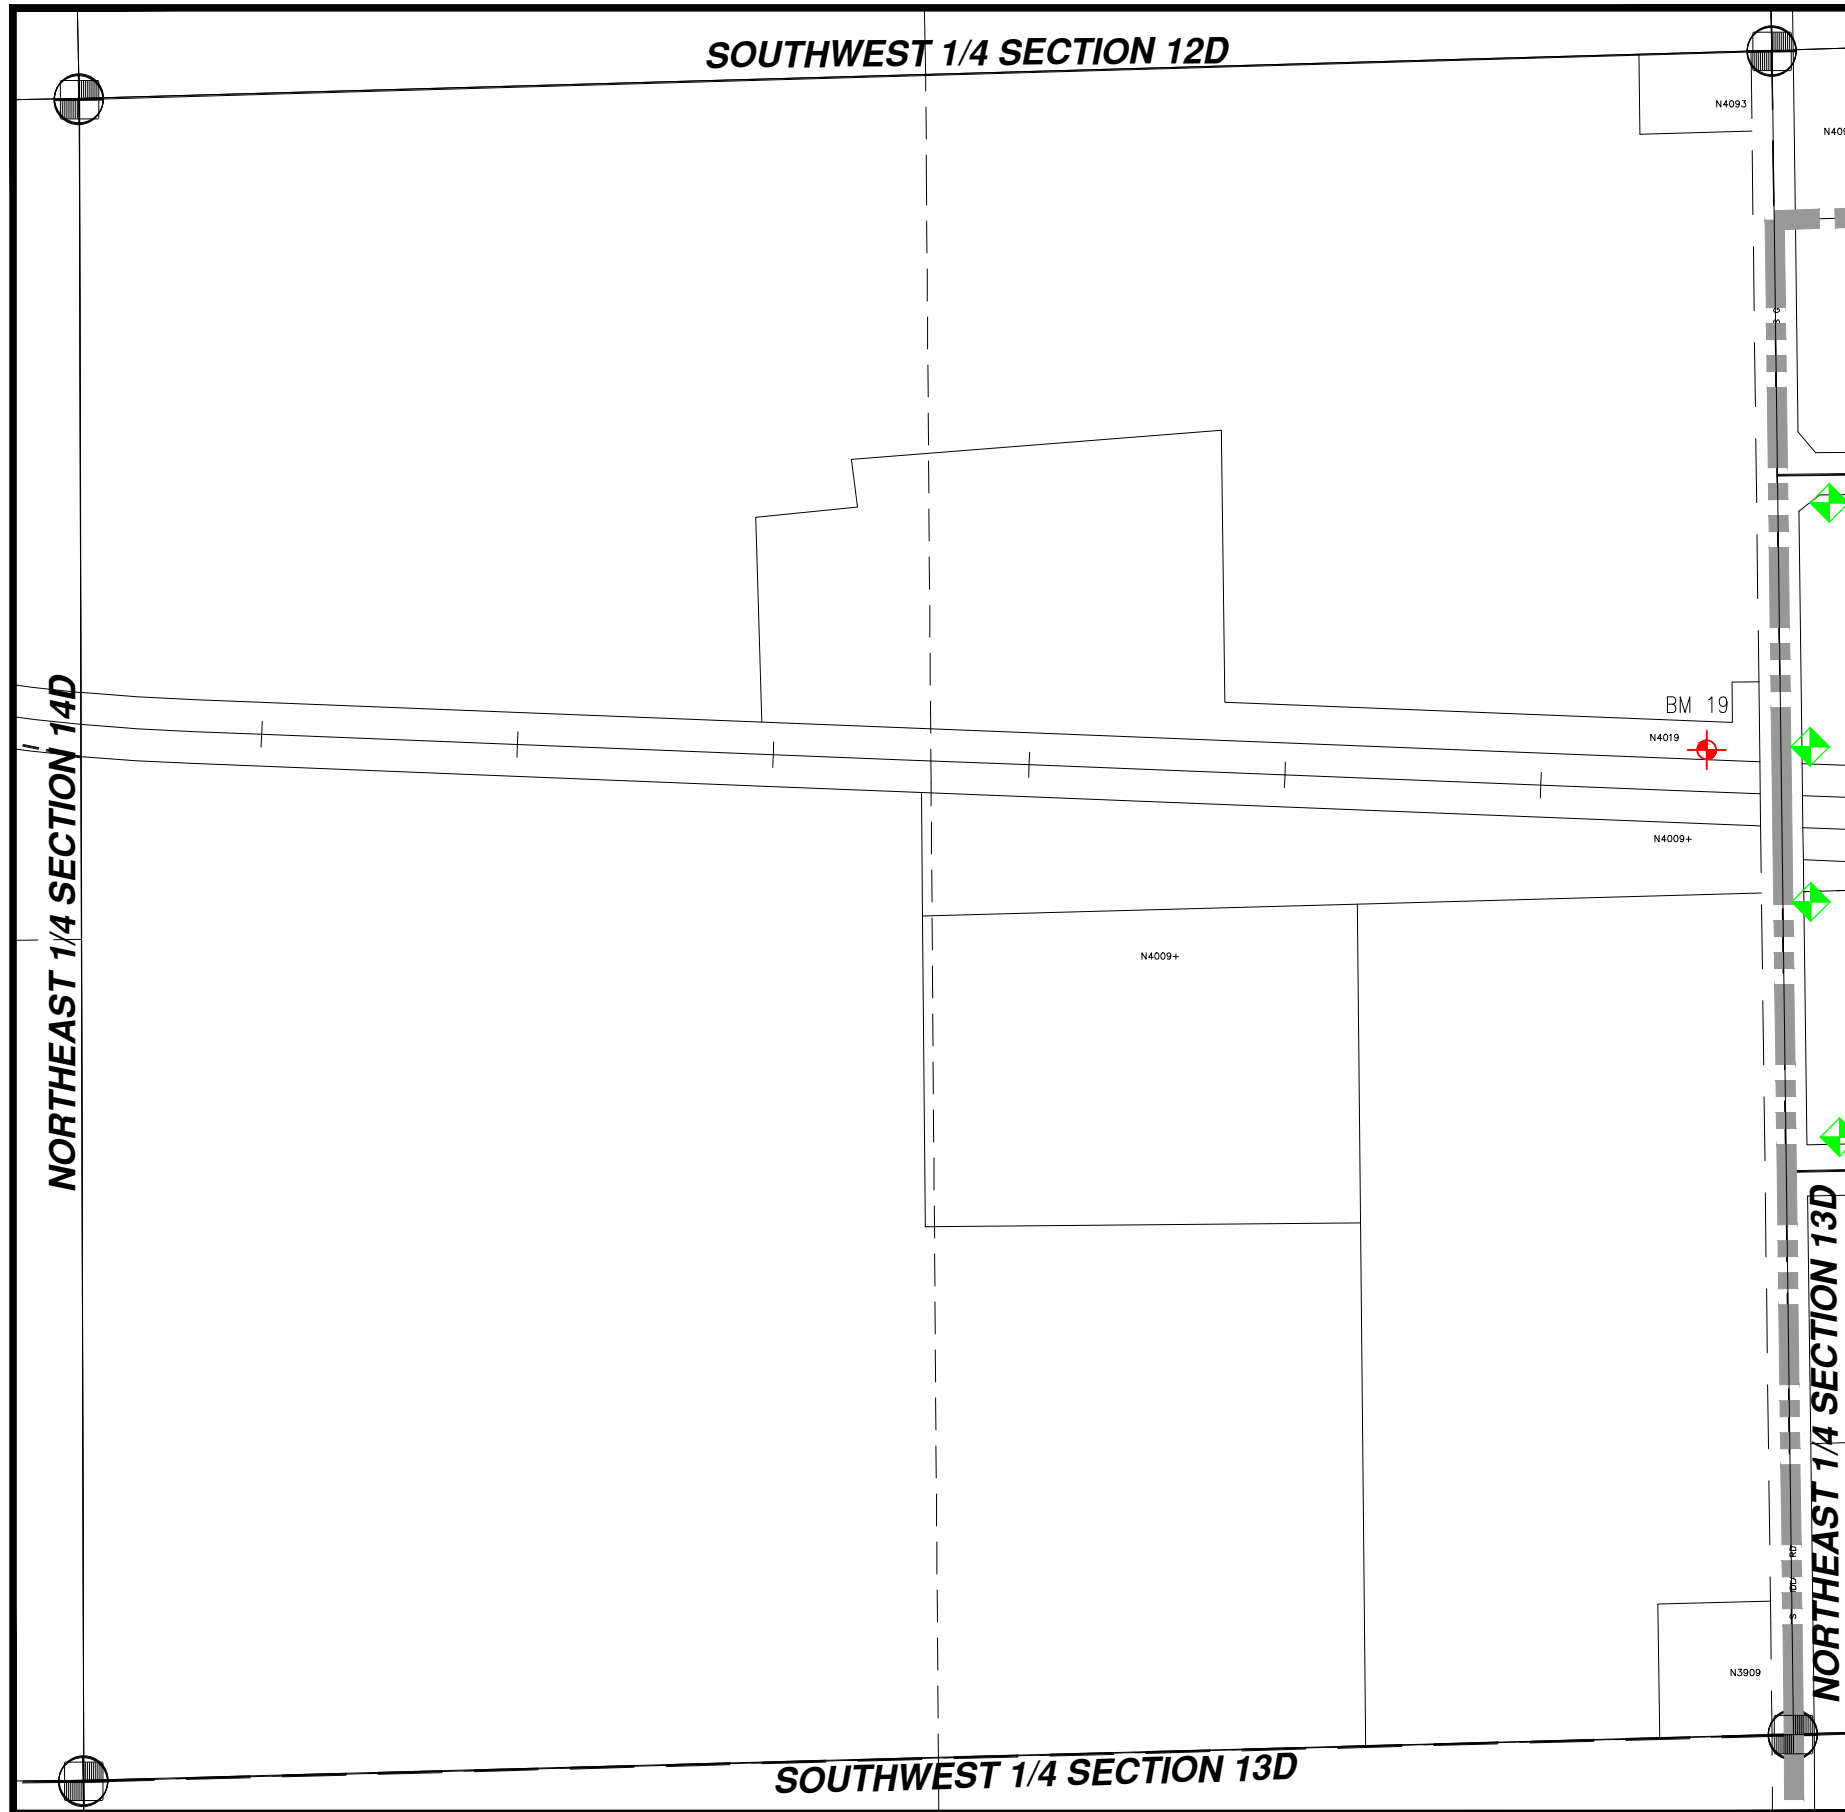 SOUTHWEST 1/4 SECTION 12D
N4093
BM 19
N4019
N4009+
NORTHEAST 1/4 SECTION 14D
N4009+
NORTHEAST 1/4 SECTION 13D
RD
N3909
SOUTHWEST 1/4 SECTION 13D